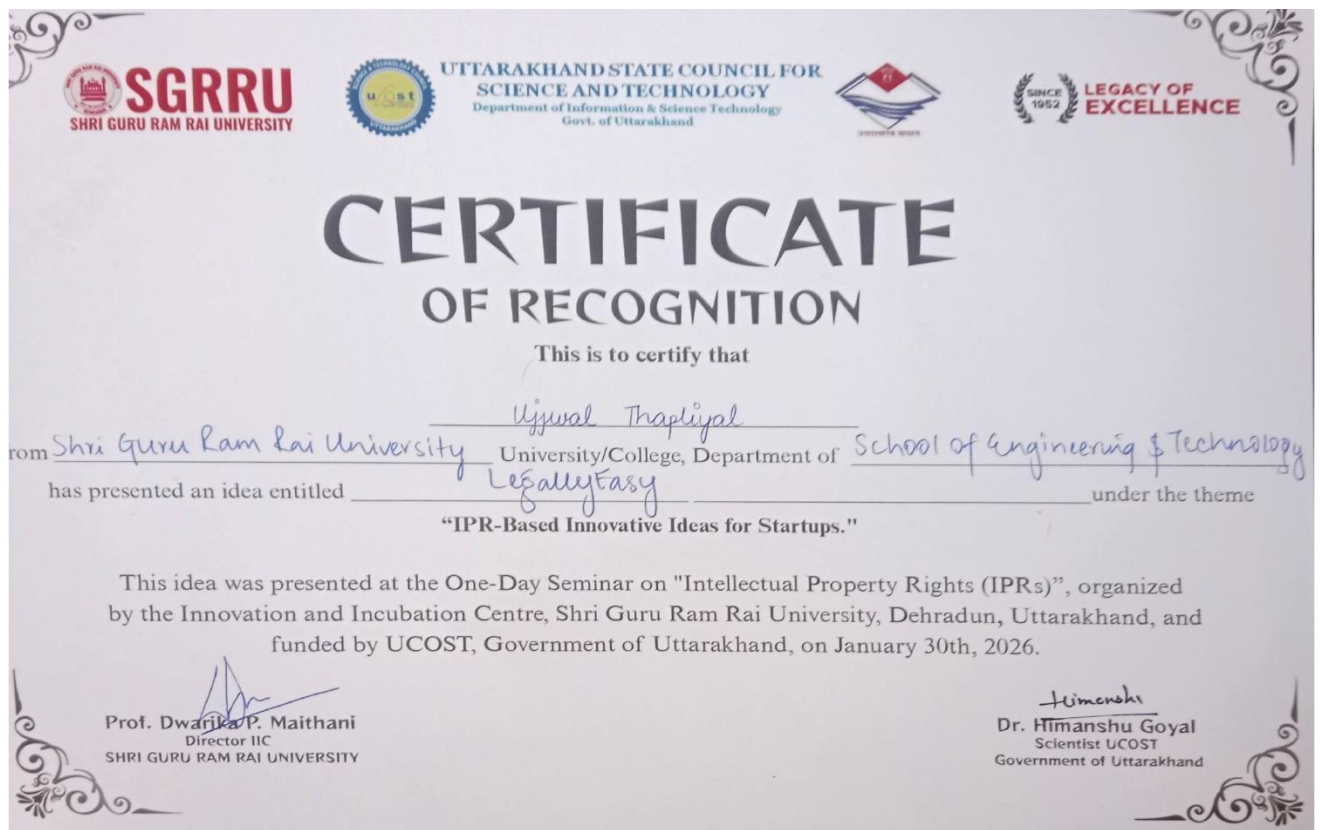 SGRRU
SHRI GURU RAM RAI UNIVERSITY
ucost
UTTARAKHAND STATE COUNCIL FOR
SCIENCE AND TECHNOLOGY
Department of Information & Science Technology
Govt. of Uttarakhand
SINCE
1952
LEGACY OF
EXCELLENCE
CERTIFICATE
OF RECOGNITION
This is to certify that
Ujjwal Thapliyal
rom Shri Guru Ram Rai University University/College, Department of School of Engineering & Technology
has presented an idea entitled LegallyEasy under the theme
“IPR-Based Innovative Ideas for Startups."
This idea was presented at the One-Day Seminar on "Intellectual Property Rights (IPRs)”, organized
by the Innovation and Incubation Centre, Shri Guru Ram Rai University, Dehradun, Uttarakhand, and
funded by UCOST, Government of Uttarakhand, on January 30th, 2026.
Prof. Dwarika P. Maithani
Director IIC
SHRI GURU RAM RAI UNIVERSITY
Himanshu
Dr. Himanshu Goyal
Scientist UCOST
Government of Uttarakhand